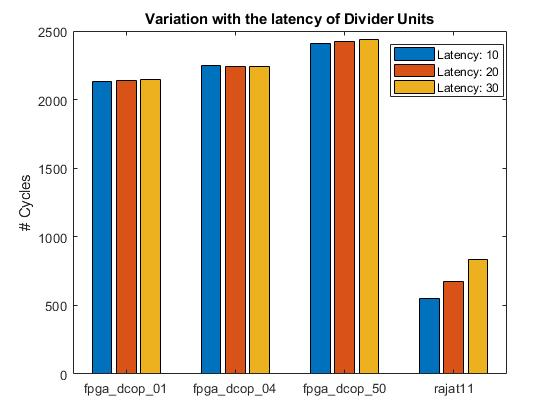 Variation with the latency of Divider Units
2500
2000
1500
1000
500
0
# Cycles
Latency: 10
Latency: 20
Latency: 30
fpga_dcop_01
fpga_dcop_04
fpga_dcop_50
rajat11